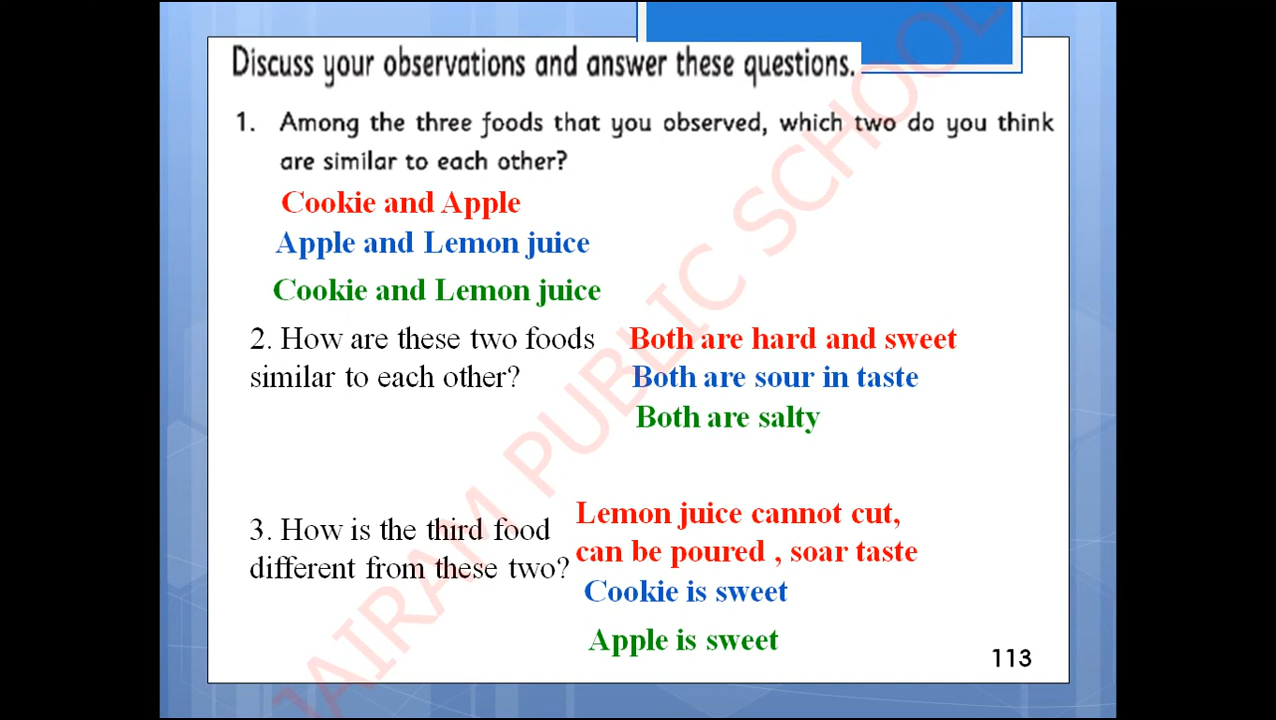 Discuss your observations and answer these questions.
1. Among the three foods that you observed, which two do you think
are similar to each other?
Cookie and Apple
Apple and Lemon juice
Cookie and Lemon juice
2. How are these two foods
similar to each other?
Both are hard and sweet
Both are sour in taste
Both are salty
3. How is the third food
different from these two?
Lemon juice cannot cut,
can be poured , soar taste
Cookie is sweet
Apple is sweet
113
JAIRAM PUBLIC SCHOOL